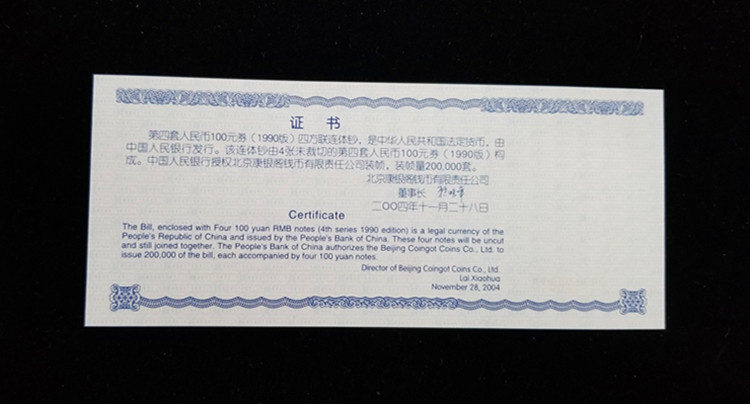 证 书
第四套人民币100元券（1990版）四方联连体钞，是中华人民共和国法定货币，由
中国人民银行发行。该连体钞由4张未裁切的第四套人民币100元券（1990版）构
成。中国人民银行授权北京康银阁钱币有限责任公司装帧，装帧量200,000套。
北京康银阁钱币有限责任公司
董事长
二〇〇四年十一月二十八日
Certificate
The Bill, enclosed with Four 100 yuan RMB notes (4th series 1990 edition) is a legal currency of the
People's Republic of China and issued by the People's Bank of China. These four notes will be uncut
and still joined together. The People's Bank of China authorizes the Beijing Coingot Coins Co., Ltd. to
issue 200,000 of the bill, each accompanied by four 100 yuan notes.
Director of Beijing Coingot Coins Co., Ltd.
Lai Xiaohua
November 28, 2004